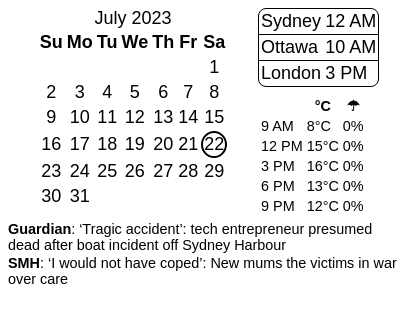 July 2023
Su Mo Tu We Th Fr Sa
1
2 3 4 5 6 7 8
9 10 11 12 13 14 15
16 17 18 19 20 21 22
23 24 25 26 27 28 29
30 31
Sydney 12 AM
Ottawa 10 AM
London 3 PM
°C ☂
9 AM 8°C 0%
12 PM 15°C 0%
3 PM 16°C 0%
6 PM 13°C 0%
9 PM 12°C 0%
Guardian: ‘Tragic accident’: tech entrepreneur presumed
dead after boat incident off Sydney Harbour
SMH: ‘I would not have coped’: New mums the victims in war
over care